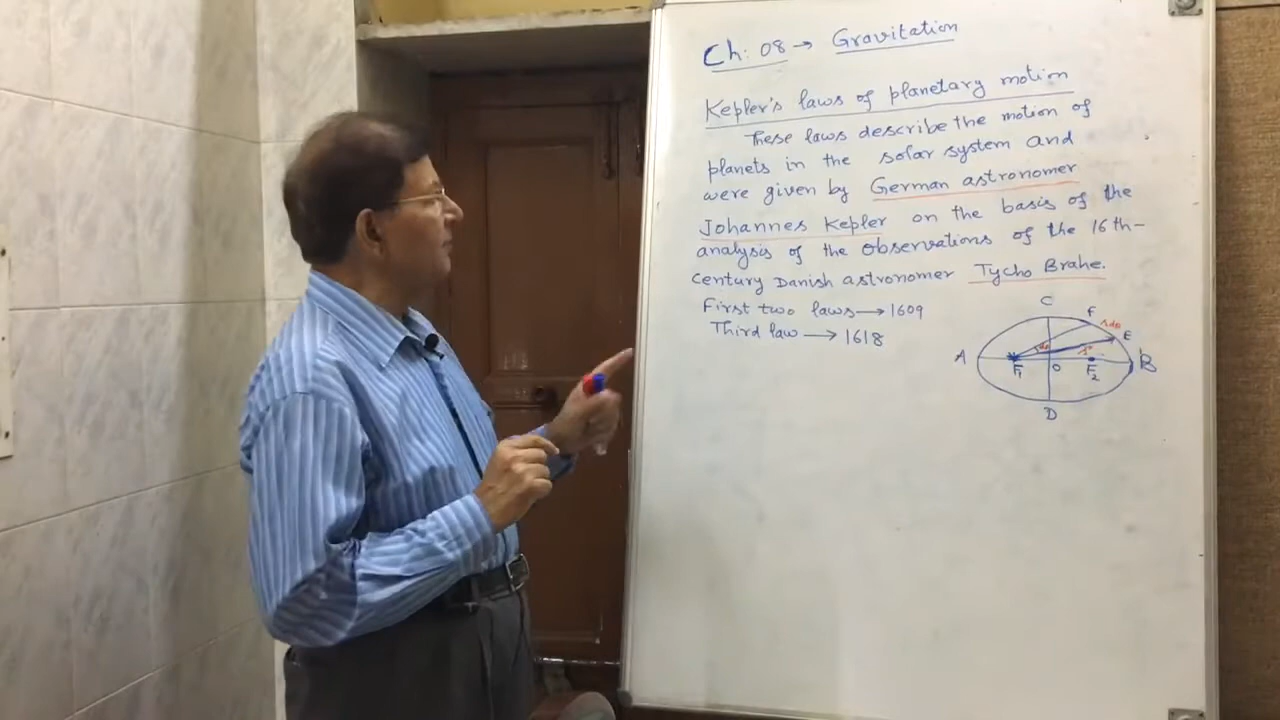 Ch: 08 → Gravitation
Kepler's laws of planetary motion
These laws describe the motion of
planets in the solar system and
were given by German astronomer
Johannes Kepler on the basis of the
analysis of the observations of the 16th-
century Danish astronomer Tycho Brahe.
First two laws → 1609
Third law → 1618
C
F
E
A
F₁
O
F₂
B
D